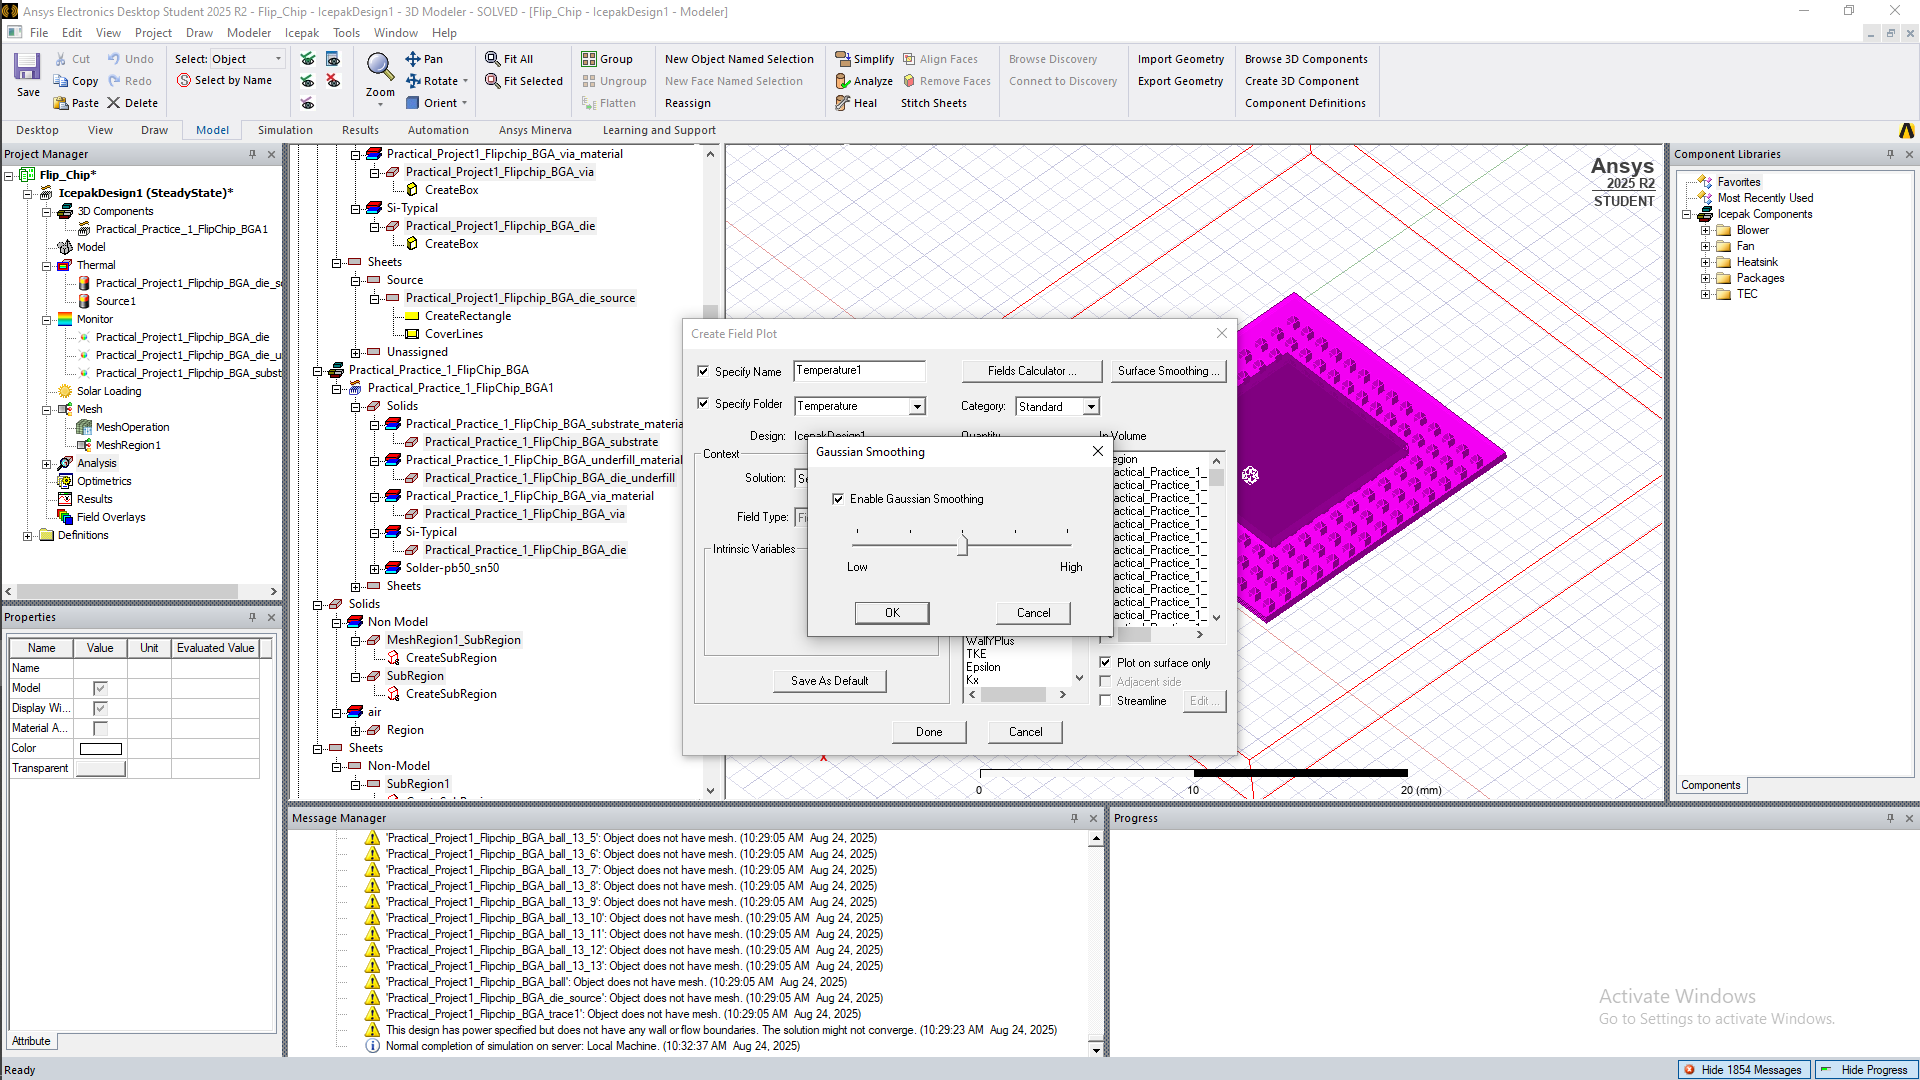 Ansys Electronics Desktop Student 2025 R2 - Flip_Chip - IcepakDesign1 - 3D Modeler - SOLVED - [Flip_Chip - IcepakDesign1 - Modeler]
File Edit View Project Draw Modeler Icepak Tools Window Help
Save
Cut
Copy
Paste
Undo
Redo
Delete
Select: Object
Select by Name
Zoom
Pan
Rotate
Orient
Fit All
Fit Selected
Group
Ungroup
Flatten
New Object Named Selection
New Face Named Selection
Reassign
Simplify
Analyze
Heal
Align Faces
Remove Faces
Stitch Sheets
Browse Discovery
Connect to Discovery
Import Geometry
Export Geometry
Browse 3D Components
Create 3D Component
Component Definitions
Desktop View Draw Model Simulation Results Automation Ansys Minerva Learning and Support
Project Manager
Flip_Chip*
IcepakDesign1 (SteadyState)*
3D Components
Practical_Practice_1_FlipChip_BGA1
Model
Thermal
Practical_Project1_Flipchip_BGA_die_s
Source1
Monitor
Practical_Project1_Flipchip_BGA_die
Practical_Project1_Flipchip_BGA_die_u
Practical_Project1_Flipchip_BGA_subst
Solar Loading
Mesh
MeshOperation
MeshRegion1
Analysis
Optimetrics
Results
Field Overlays
Definitions
Properties
Name Value Unit Evaluated Value
Name
Model
Display Wi...
Material A...
Color
Transparent
Attribute
Practical_Project1_Flipchip_BGA_via_material
Practical_Project1_Flipchip_BGA_via
CreateBox
Si-Typical
Practical_Project1_Flipchip_BGA_die
CreateBox
Sheets
Source
Practical_Project1_Flipchip_BGA_die_source
CreateRectangle
CoverLines
Unassigned
Practical_Practice_1_FlipChip_BGA
Practical_Practice_1_FlipChip_BGA1
Solids
Practical_Practice_1_FlipChip_BGA_substrate_materia
Practical_Practice_1_FlipChip_BGA_substrate
Practical_Practice_1_FlipChip_BGA_underfill_material
Practical_Practice_1_FlipChip_BGA_die_underfill
Practical_Practice_1_FlipChip_BGA_via_material
Practical_Practice_1_FlipChip_BGA_via
Si-Typical
Practical_Practice_1_FlipChip_BGA_die
Solder-pb50_sn50
Sheets
Solids
Non Model
MeshRegion1_SubRegion
CreateSubRegion
SubRegion
CreateSubRegion
air
Region
Sheets
Non-Model
SubRegion1
Ansys
2025 R2
STUDENT
0 10 20 (mm)
Create Field Plot
Specify Name Temperature1 Fields Calculator ... Surface Smoothing ...
Specify Folder Temperature Category: Standard
Design: IcepakDesign1 Quantity In Volume
Context
Solution:
Field Type:
Intrinsic Variables
Save As Default
WallYPlus
TKE
Epsilon
Kx
egion
actical_Practice_1_
actical_Practice_1_
actical_Practice_1_
actical_Practice_1_
actical_Practice_1_
actical_Practice_1_
actical_Practice_1_
actical_Practice_1_
actical_Practice_1_
actical_Practice_1_
actical_Practice_1_
actical_Practice_1_
Plot on surface only
Adjacent side
Streamline Edit ...
Done Cancel
Gaussian Smoothing
Enable Gaussian Smoothing
Low High
OK Cancel
Component Libraries
Favorites
Most Recently Used
Icepak Components
Blower
Fan
Heatsink
Packages
TEC
Components
Message Manager
'Practical_Project1_Flipchip_BGA_ball_13_5': Object does not have mesh. (10:29:05 AM Aug 24, 2025)
'Practical_Project1_Flipchip_BGA_ball_13_6': Object does not have mesh. (10:29:05 AM Aug 24, 2025)
'Practical_Project1_Flipchip_BGA_ball_13_7': Object does not have mesh. (10:29:05 AM Aug 24, 2025)
'Practical_Project1_Flipchip_BGA_ball_13_8': Object does not have mesh. (10:29:05 AM Aug 24, 2025)
'Practical_Project1_Flipchip_BGA_ball_13_9': Object does not have mesh. (10:29:05 AM Aug 24, 2025)
'Practical_Project1_Flipchip_BGA_ball_13_10': Object does not have mesh. (10:29:05 AM Aug 24, 2025)
'Practical_Project1_Flipchip_BGA_ball_13_11': Object does not have mesh. (10:29:05 AM Aug 24, 2025)
'Practical_Project1_Flipchip_BGA_ball_13_12': Object does not have mesh. (10:29:05 AM Aug 24, 2025)
'Practical_Project1_Flipchip_BGA_ball_13_13': Object does not have mesh. (10:29:05 AM Aug 24, 2025)
'Practical_Project1_Flipchip_BGA_ball': Object does not have mesh. (10:29:05 AM Aug 24, 2025)
'Practical_Project1_Flipchip_BGA_die_source': Object does not have mesh. (10:29:05 AM Aug 24, 2025)
'Practical_Project1_Flipchip_BGA_trace1': Object does not have mesh. (10:29:05 AM Aug 24, 2025)
This design has power specified but does not have any wall or flow boundaries. The solution might not converge. (10:29:23 AM Aug 24, 2025)
Normal completion of simulation on server: Local Machine. (10:32:37 AM Aug 24, 2025)
Progress
Activate Windows
Go to Settings to activate Windows.
Ready
Hide 1854 Messages
Hide Progress